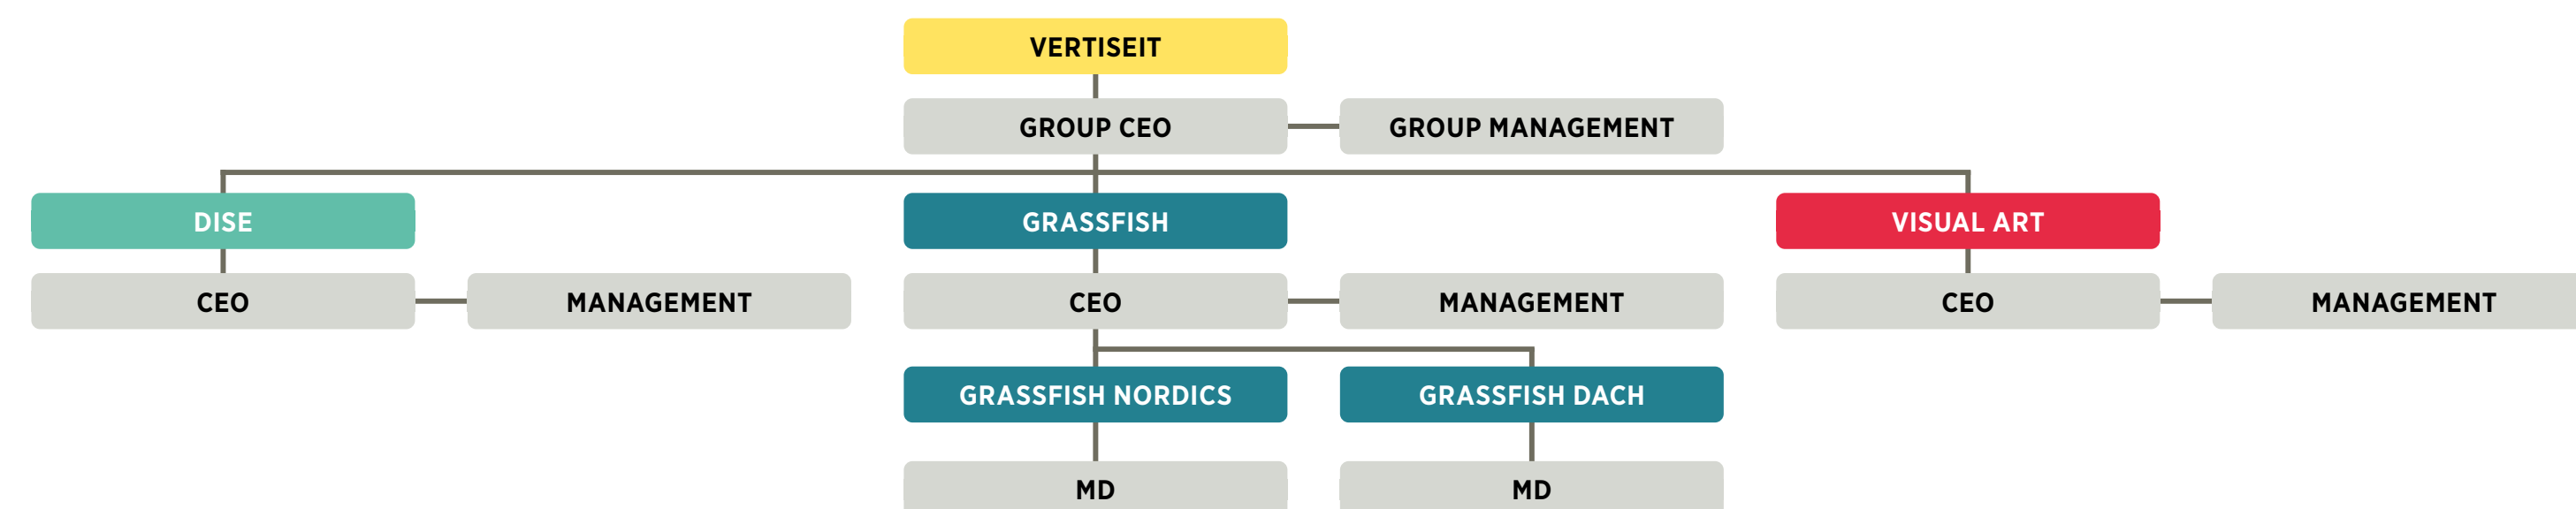 VERTISEIT
GROUP CEO
GROUP MANAGEMENT
DISE
GRASSFISH
VISUAL ART
CEO
MANAGEMENT
CEO
MANAGEMENT
CEO
MANAGEMENT
GRASSFISH NORDICS
GRASSFISH DACH
MD
MD